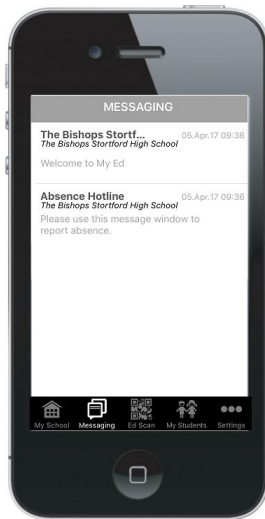 MESSAGING
The Bishops Stortf... 05.Apr.17 09:36
The Bishops Stortford High School
Welcome to My Ed
Absence Hotline 05.Apr.17 09:36
The Bishops Stortford High School
Please use this message window to
report absence.
My School Messaging Ed Scan My Students Settings